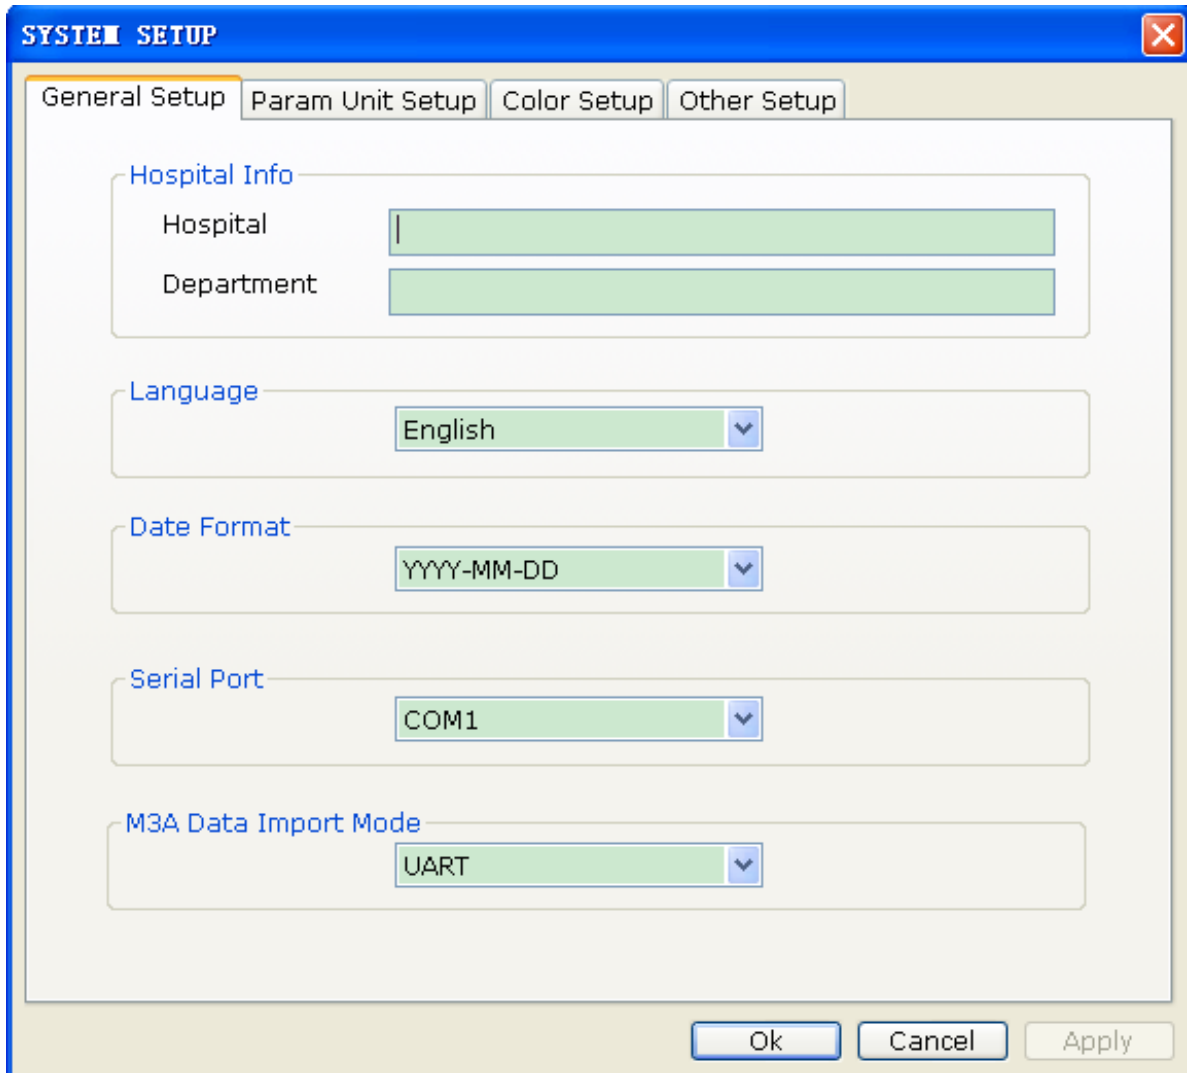 SYSTEM SETUP
General Setup Param Unit Setup Color Setup Other Setup
Hospital Info
Hospital
Department
Language
English
Date Format
YYYY-MM-DD
Serial Port
COM1
M3A Data Import Mode
UART
Ok Cancel Apply